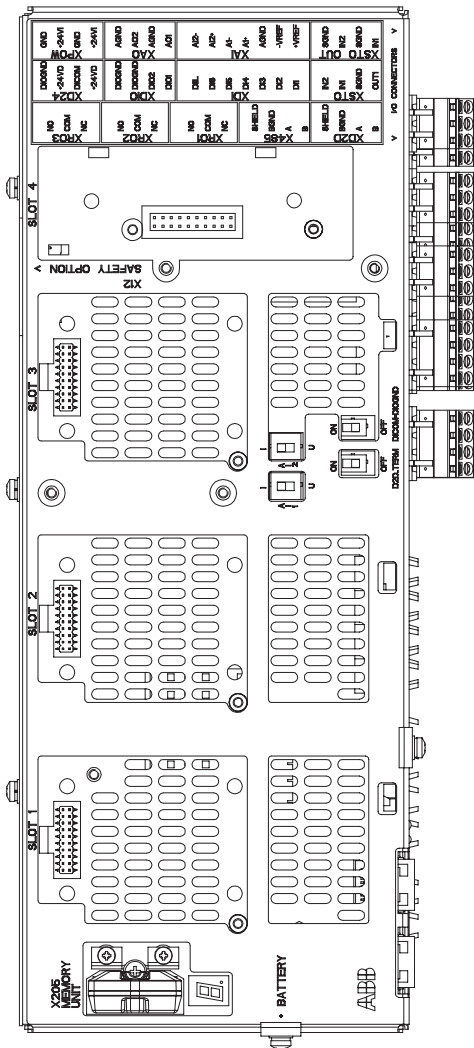 XPOW
GND
+24VI
GND
+24VI
XAO
AGND
AO2
AGND
AO1
XAI
AI2-
AI2+
A1-
A1+
AGND
-VREF
+VREF
XSTO OUT
SGND
IN2
SGND
IN1
XD24
DIOGND
+24VD
DICOM
+24VD
XDIO
DIOGND
DIOGND
DIO2
DIO1
XDI
DIIL
DI6
DI5
DI4
DI3
DI2
DI1
XSTO
IN2
IN1
SGND
OUT1
XRO3
NO
COM
NC
XRO2
NO
COM
NC
XRO1
NO
COM
NC
X485
SHIELD
BGND
A
B
XD2D
SHIELD
BGND
A
B
I/O CONNECTORS
SLOT 4
SAFETY OPTION
X12
SLOT 3
I
AI2
U
I
AI1
U
ON
OFF
DICOM-DIOGND
ON
OFF
D2D.TERM
SLOT 2
SLOT 1
X205
MEMORY
UNIT
BATTERY
ABB